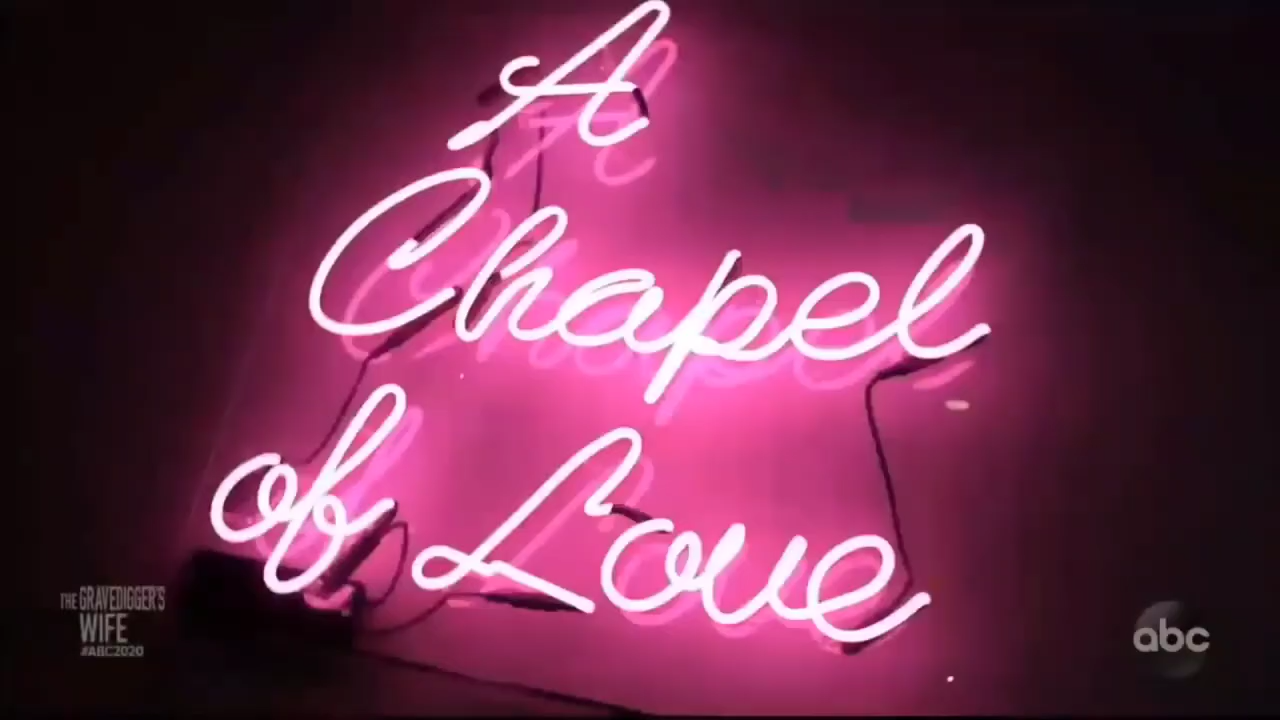 A
Chapel
of Love
THE GRAVEDIGGER'S
WIFE
#ABC2020
abc